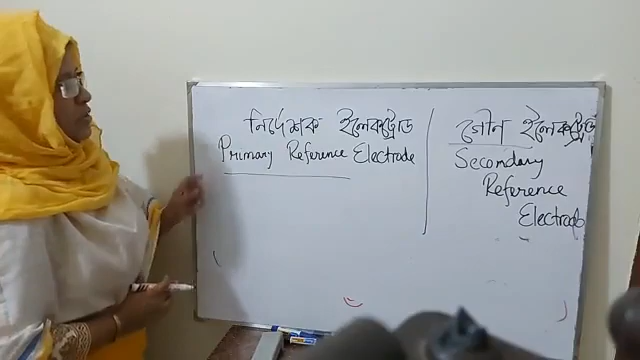 নির্দেশক ইলেকট্রোড
Primary Reference Electrode
গৌন ইলেকট্রোড
Secondary
Reference
Electrode